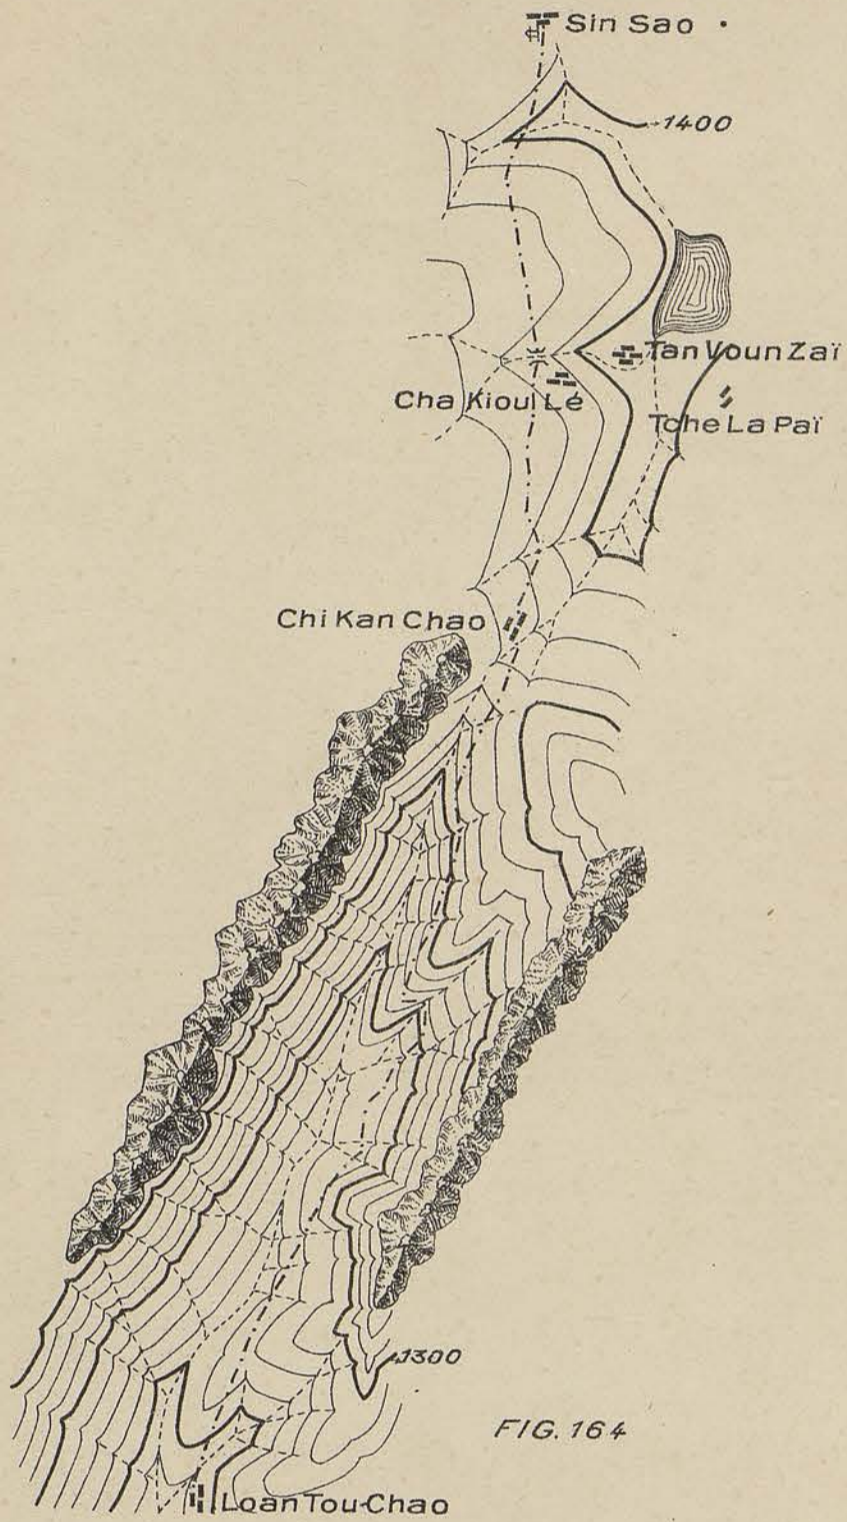 Sin Sao
1400
Tan Voun Zaï
Cha Kiou Lé
Tche La Paï
Chi Kan Chao
1300
FIG. 164
Loan Tou-Chao